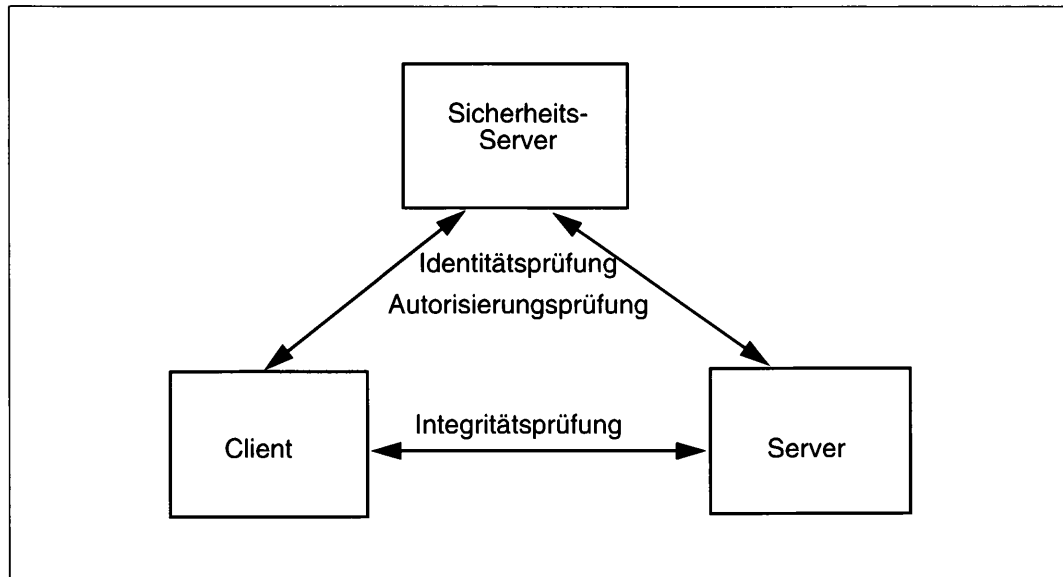 Sicherheits-
Server
Identitätsprüfung
Autorisierungsprüfung
Integritätsprüfung
Client
Server